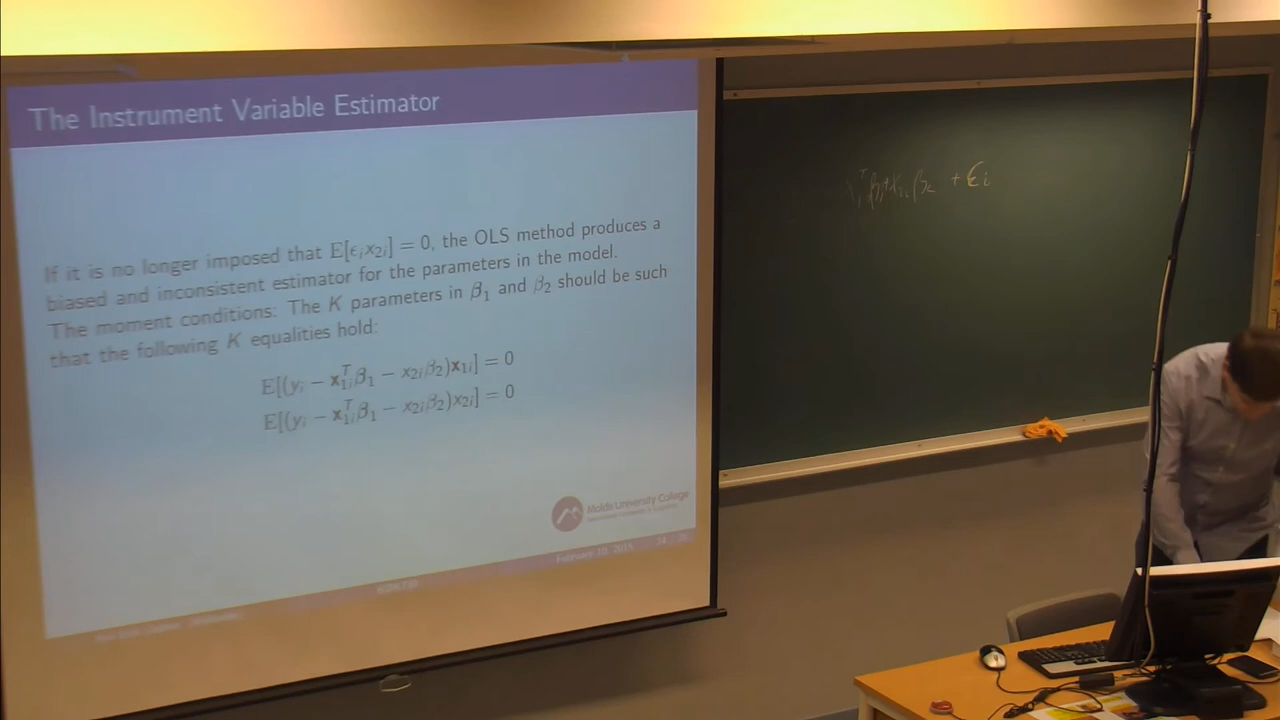 The Instrument Variable Estimator
If it is no longer imposed that E[ϵᵢx₂ᵢ] = 0, the OLS method produces a
biased and inconsistent estimator for the parameters in the model.
The moment conditions: The K parameters in β₁ and β₂ should be such
that the following K equalities hold:
E[(yᵢ − x₁ᵢᵀβ₁ − x₂ᵢβ₂)x₁ᵢ] = 0
E[(yᵢ − x₁ᵢᵀβ₁ − x₂ᵢβ₂)x₂ᵢ] = 0
Molde University College
+ ϵᵢ